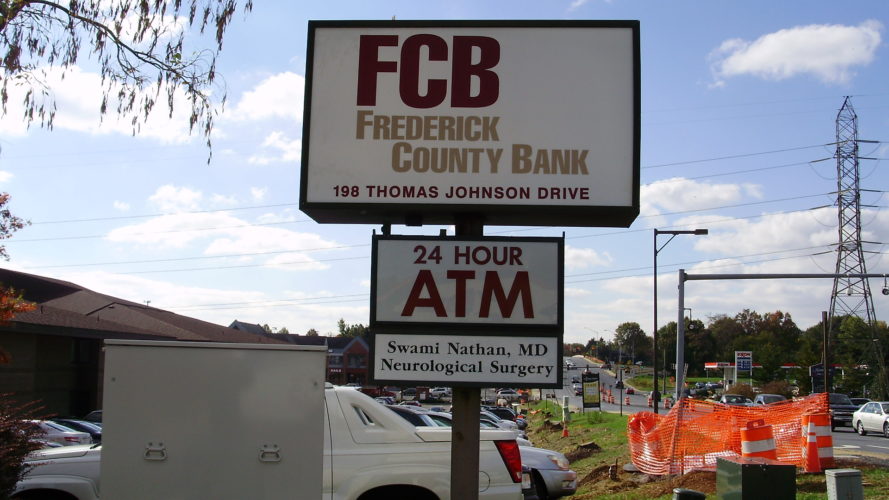 FCB
FREDERICK
COUNTY BANK
198 THOMAS JOHNSON DRIVE
24 HOUR
ATM
Swami Nathan, MD
Neurological Surgery